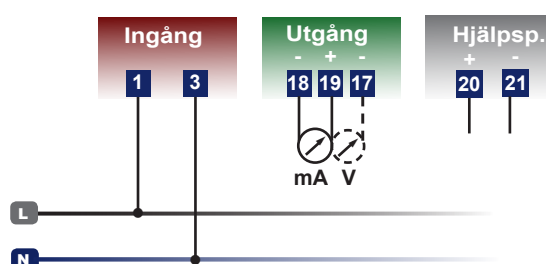 Ingång Utgång Hjälpsp.
- + - + -
1 3 18 19 17 20 21
mA V
L
N